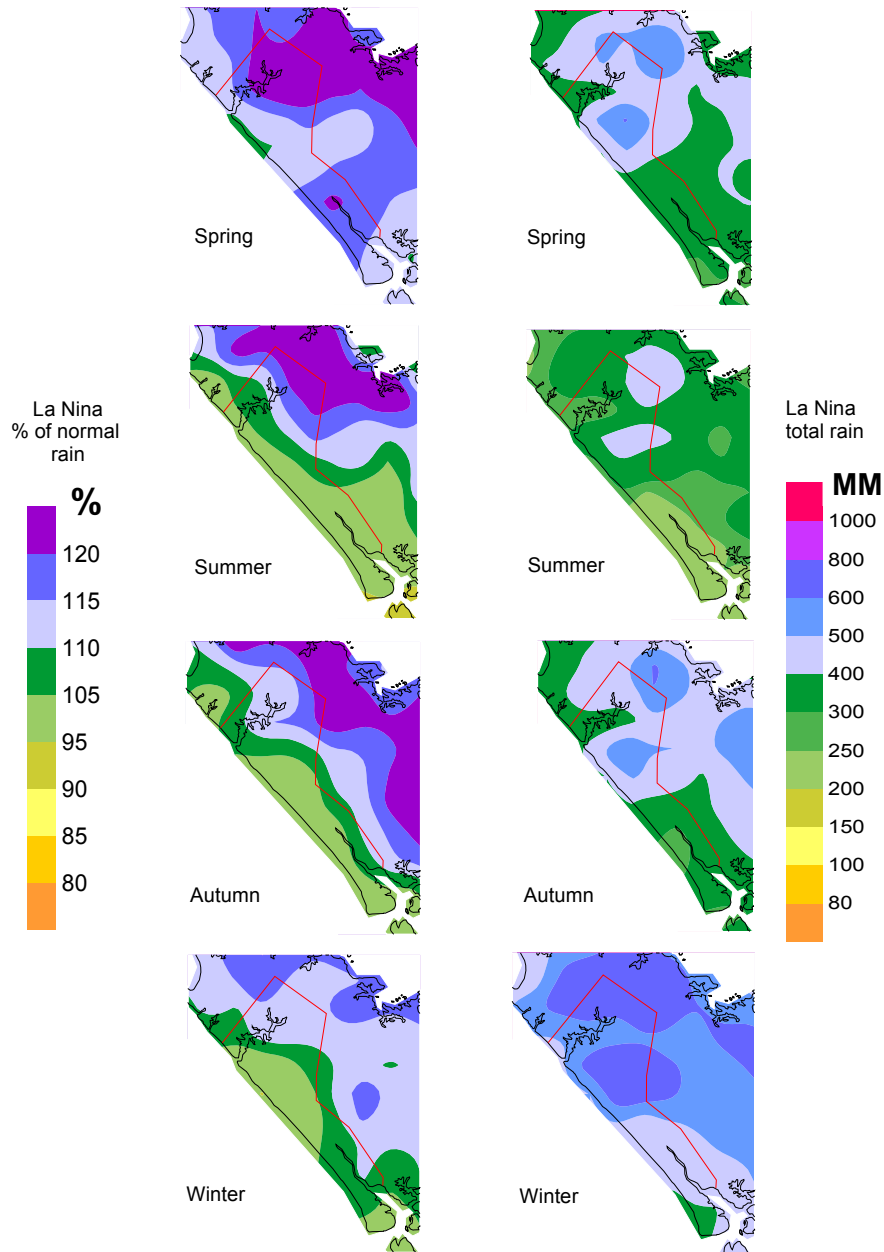 Spring
Spring
La Nina
% of normal
rain
%
120
115
110
105
95
90
85
80
Summer
Summer
La Nina
total rain
MM
1000
800
600
500
400
300
250
200
150
100
80
Autumn
Autumn
Winter
Winter